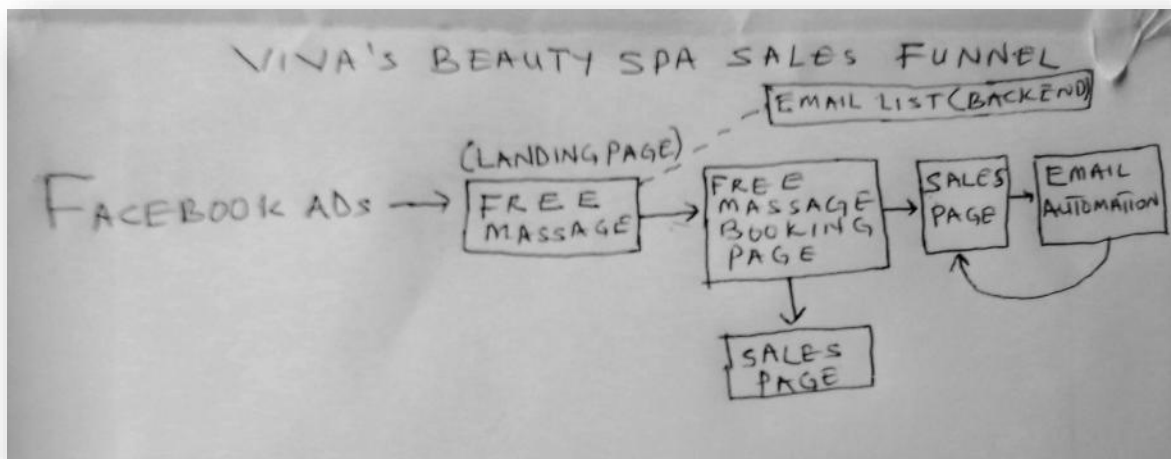 VIVA's BEAUTY SPA SALES FUNNEL
EMAIL LIST (BACKEND)
(LANDING PAGE)
FACEBOOK ADs
FREE
MASSAGE
FREE
MASSAGE
BOOKING
PAGE
SALES
PAGE
EMAIL
AUTOMATION
SALES
PAGE